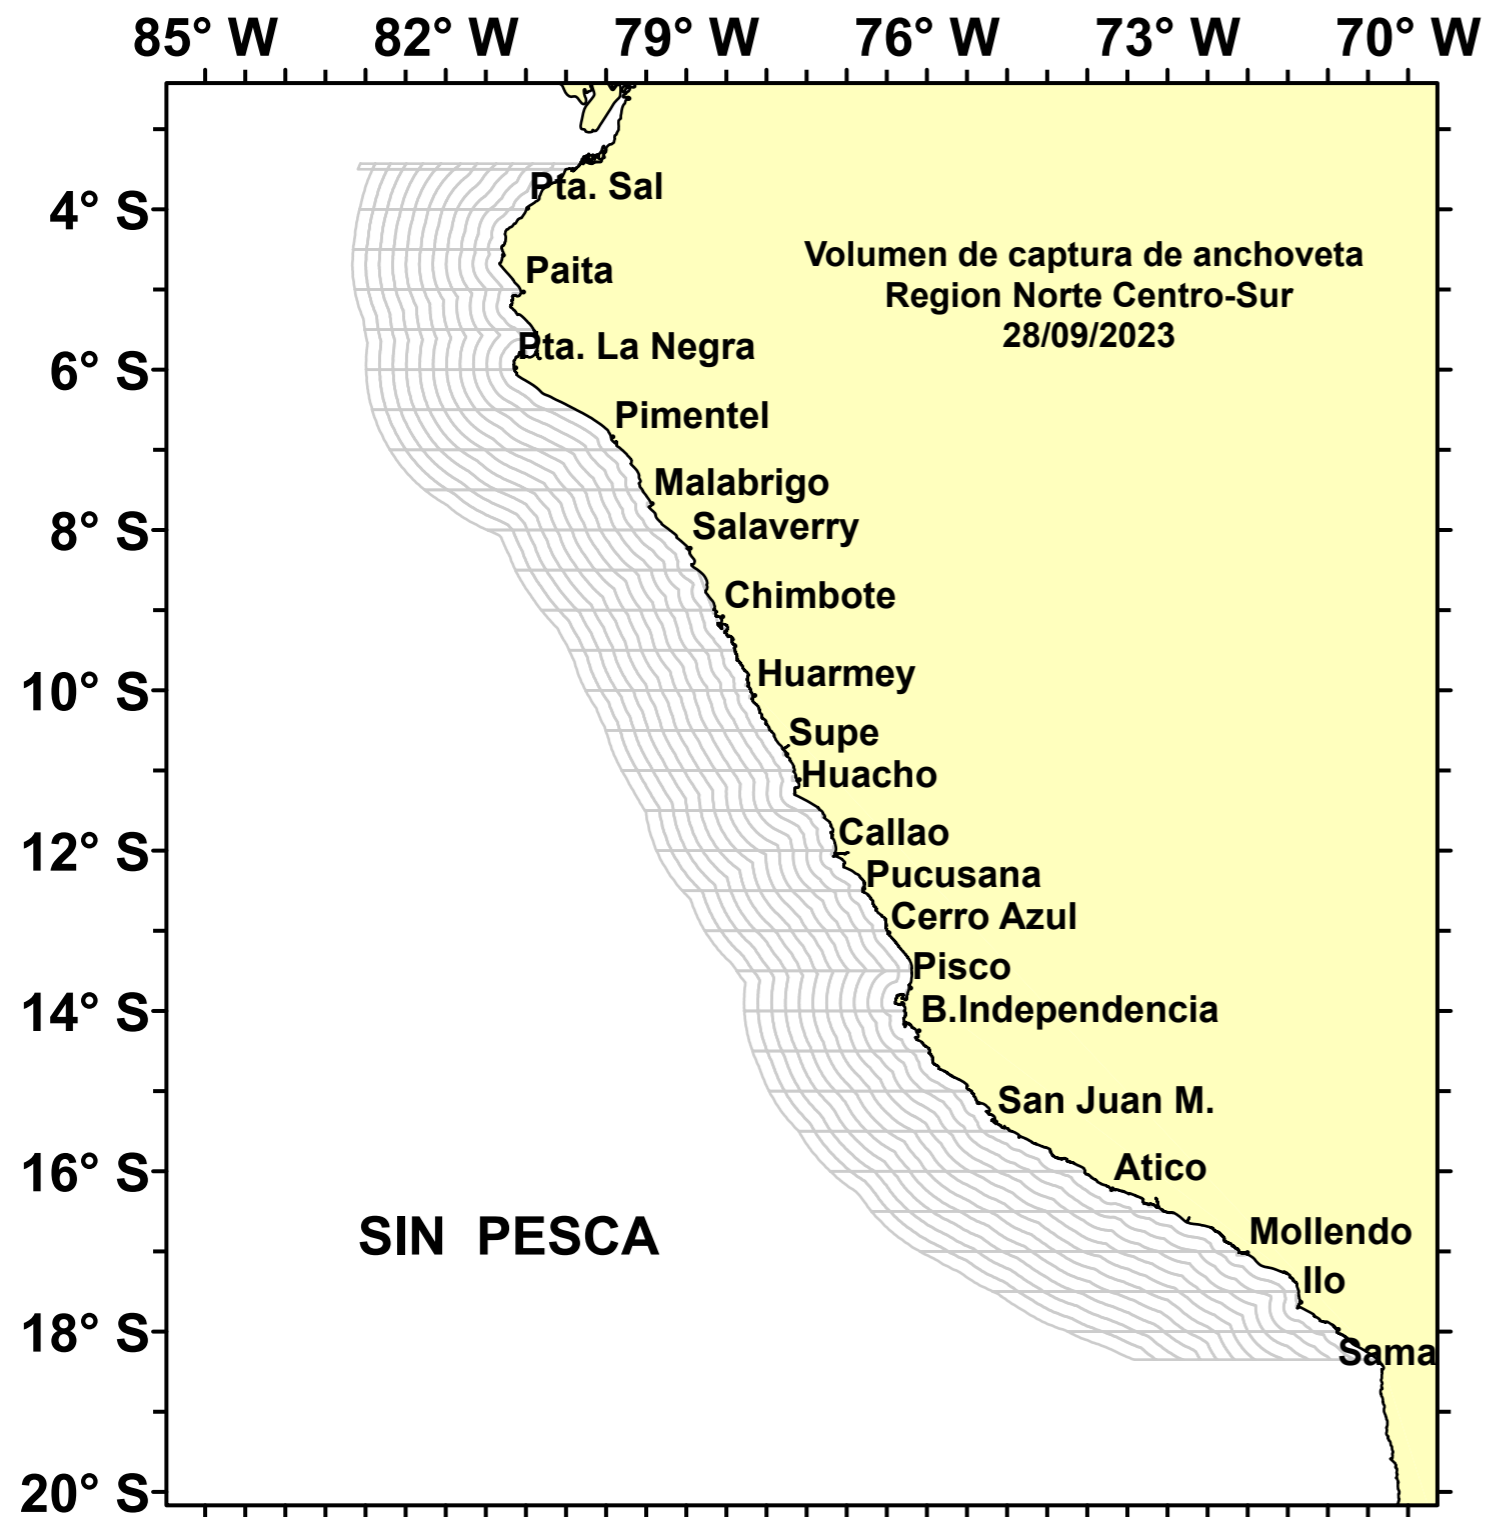 85° W 82° W 79° W 76° W 73° W 70° W
4° S
6° S
8° S
10° S
12° S
14° S
16° S
18° S
20° S
Volumen de captura de anchoveta
Region Norte Centro-Sur
28/09/2023
Pta. Sal
Paita
Pta. La Negra
Pimentel
Malabrigo
Salaverry
Chimbote
Huarmey
Supe
Huacho
Callao
Pucusana
Cerro Azul
Pisco
B.Independencia
San Juan M.
Atico
Mollendo
Ilo
Sama
SIN PESCA